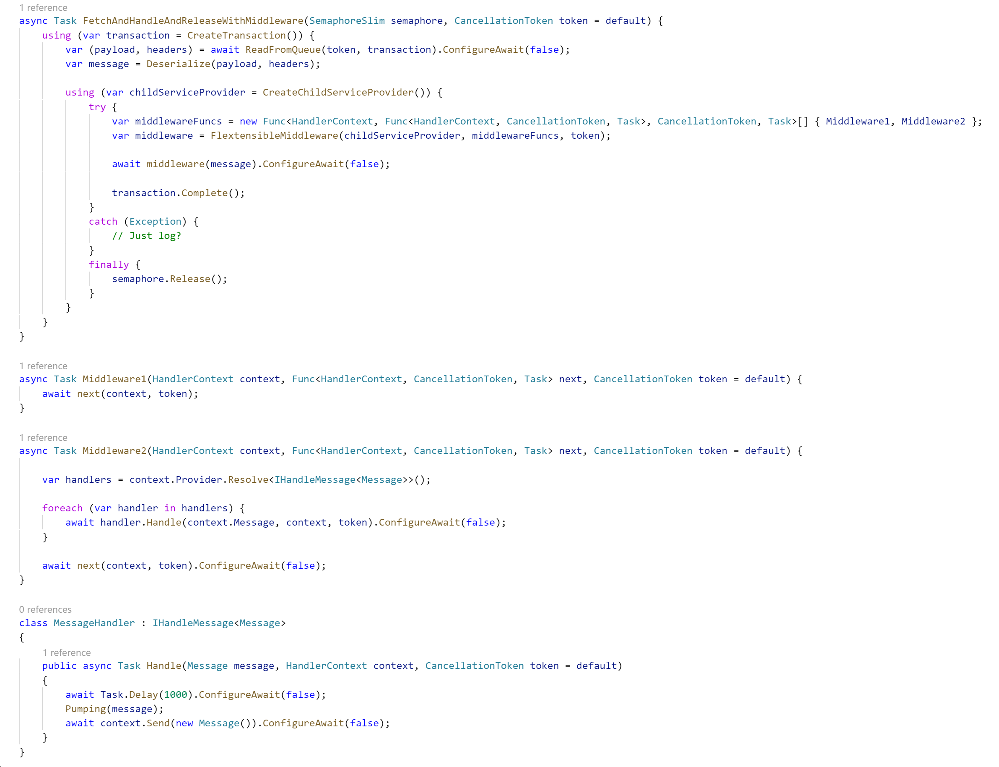 1 reference
async Task FetchAndHandleAndReleaseWithMiddleware(SemaphoreSlim semaphore, CancellationToken token = default) {
    using (var transaction = CreateTransaction()) {
        var (payload, headers) = await ReadFromQueue(token, transaction).ConfigureAwait(false);
        var message = Deserialize(payload, headers);

        using (var childServiceProvider = CreateChildServiceProvider()) {
            try {
                var middlewareFuncs = new Func<HandlerContext, Func<HandlerContext, CancellationToken, Task>, CancellationToken, Task>[] { Middleware1, Middleware2 };
                var middleware = FlextensibleMiddleware(childServiceProvider, middlewareFuncs, token);

                await middleware(message).ConfigureAwait(false);

                transaction.Complete();
            }
            catch (Exception) {
                // Just log?
            }
            finally {
                semaphore.Release();
            }
        }
    }
}

1 reference
async Task Middleware1(HandlerContext context, Func<HandlerContext, CancellationToken, Task> next, CancellationToken token = default) {
    await next(context, token);
}

1 reference
async Task Middleware2(HandlerContext context, Func<HandlerContext, CancellationToken, Task> next, CancellationToken token = default) {

    var handlers = context.Provider.Resolve<IHandleMessage<Message>>();

    foreach (var handler in handlers) {
        await handler.Handle(context.Message, context, token).ConfigureAwait(false);
    }

    await next(context, token).ConfigureAwait(false);
}

0 references
class MessageHandler : IHandleMessage<Message>
{
    1 reference
    public async Task Handle(Message message, HandlerContext context, CancellationToken token = default)
    {
        await Task.Delay(1000).ConfigureAwait(false);
        Pumping(message);
        await context.Send(new Message()).ConfigureAwait(false);
    }
}